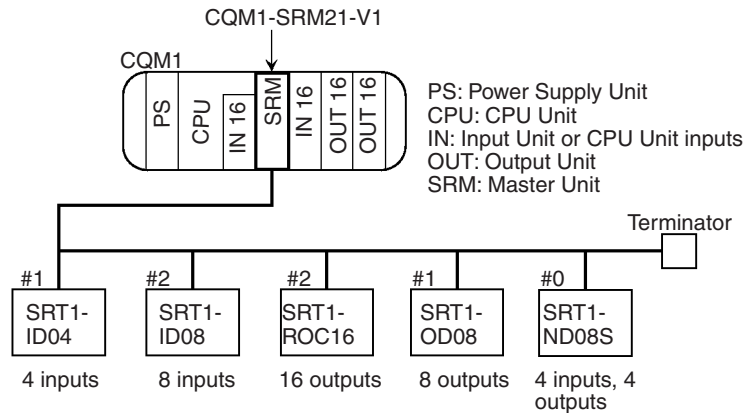 CQM1-SRM21-V1
CQM1
PS
CPU
IN 16
SRM
IN 16
OUT 16
OUT 16
PS: Power Supply Unit
CPU: CPU Unit
IN: Input Unit or CPU Unit inputs
OUT: Output Unit
SRM: Master Unit
Terminator
#1
#2
#2
#1
#0
SRT1-
ID04
SRT1-
ID08
SRT1-
ROC16
SRT1-
OD08
SRT1-
ND08S
4 inputs
8 inputs
16 outputs
8 outputs
4 inputs, 4
outputs